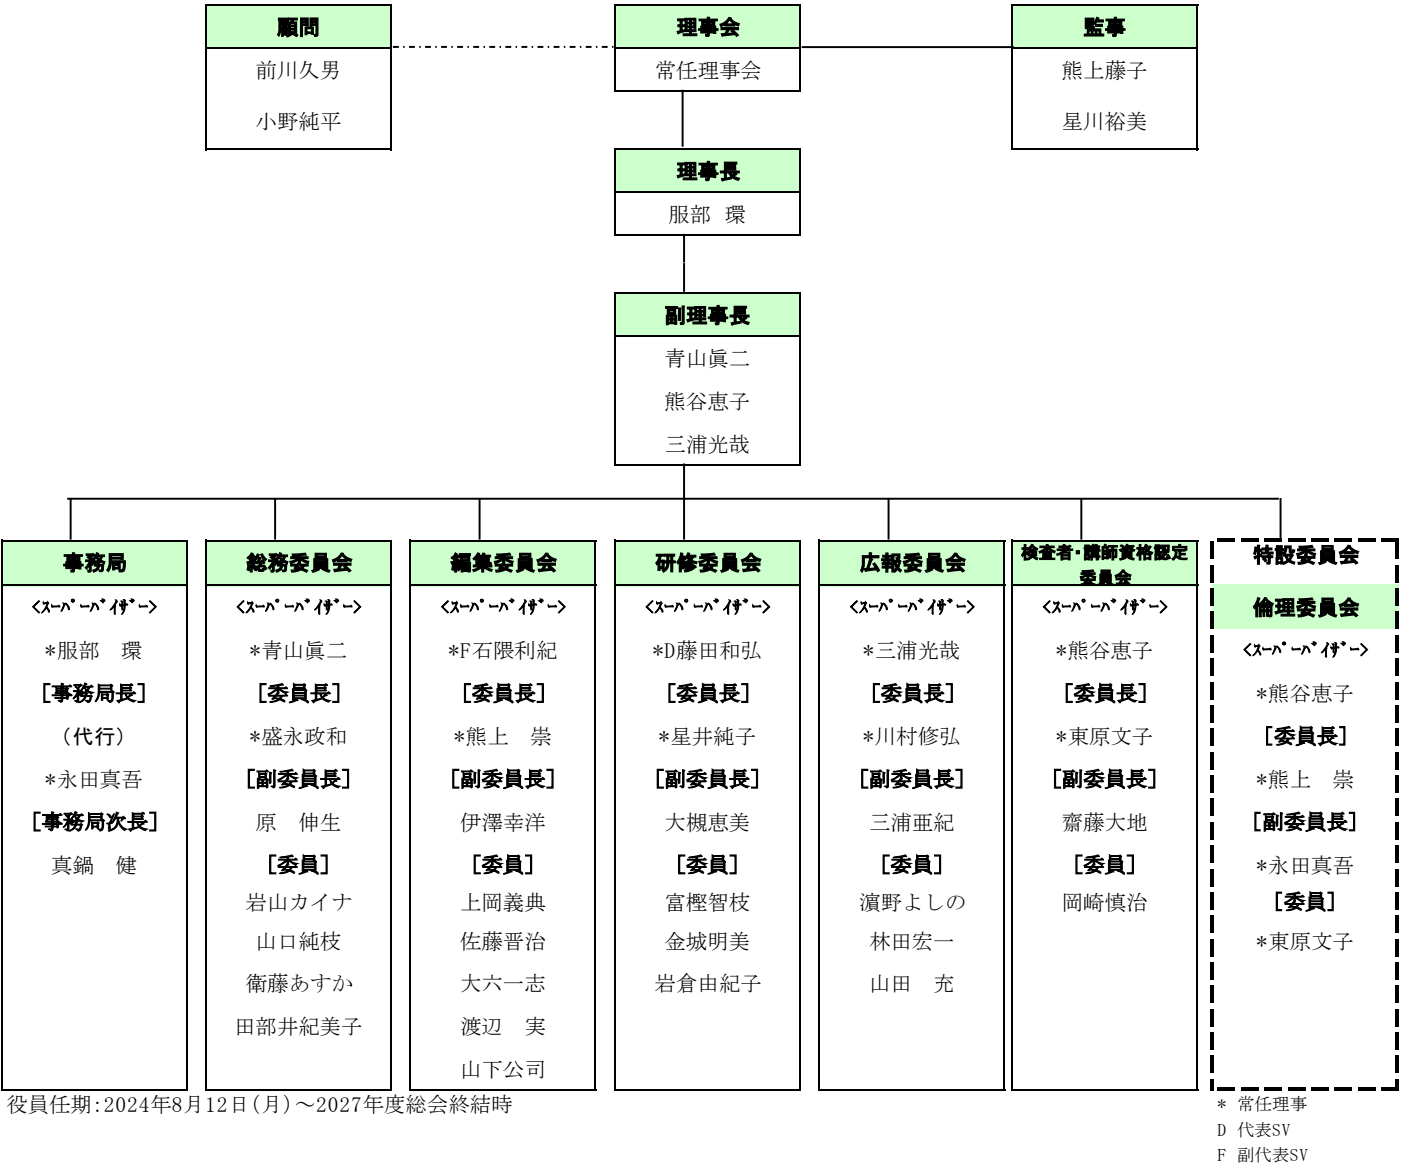 顧問
前川久男
小野純平
理事会
常任理事会
監事
熊上藤子
星川裕美
理事長
服部 環
副理事長
青山眞二
熊谷恵子
三浦光哉
事務局
<ｽｰﾊﾟｰﾊﾞｲｻﾞｰ>
*服部　環
[事務局長]
(代行)
*永田真吾
[事務局次長]
真鍋　健
総務委員会
<ｽｰﾊﾟｰﾊﾞｲｻﾞｰ>
*青山眞二
[委員長]
*盛永政和
[副委員長]
原　伸生
[委員]
岩山カイナ
山口純枝
衛藤あすか
田部井紀美子
編集委員会
<ｽｰﾊﾟｰﾊﾞｲｻﾞｰ>
*F石隈利紀
[委員長]
*熊上　崇
[副委員長]
伊澤幸洋
[委員]
上岡義典
佐藤晋治
大六一志
渡辺　実
山下公司
研修委員会
<ｽｰﾊﾟｰﾊﾞｲｻﾞｰ>
*D藤田和弘
[委員長]
*星井純子
[副委員長]
大槻恵美
[委員]
富樫智枝
金城明美
岩倉由紀子
広報委員会
<ｽｰﾊﾟｰﾊﾞｲｻﾞｰ>
*三浦光哉
[委員長]
*川村修弘
[副委員長]
三浦亜紀
[委員]
濵野よしの
林田宏一
山田　充
検査者・講師資格認定
委員会
<ｽｰﾊﾟｰﾊﾞｲｻﾞｰ>
*熊谷恵子
[委員長]
*東原文子
[副委員長]
齋藤大地
[委員]
岡崎慎治
特設委員会
倫理委員会
<ｽｰﾊﾟｰﾊﾞｲｻﾞｰ>
*熊谷恵子
[委員長]
*熊上　崇
[副委員長]
*永田真吾
[委員]
*東原文子
役員任期:2024年8月12日(月)～2027年度総会終結時
* 常任理事
D 代表SV
F 副代表SV